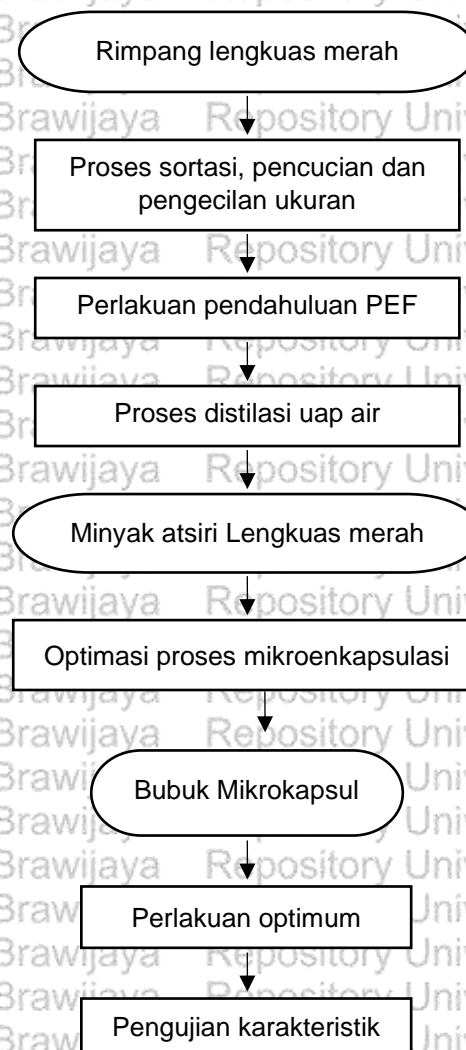 Rimpang lengkuas merah
Proses sortasi, pencucian dan
pengecilan ukuran
Perlakuan pendahuluan PEF
Proses distilasi uap air
Minyak atsiri Lengkuas merah
Optimasi proses mikroenkapsulasi
Bubuk Mikrokapsul
Perlakuan optimum
Pengujian karakteristik